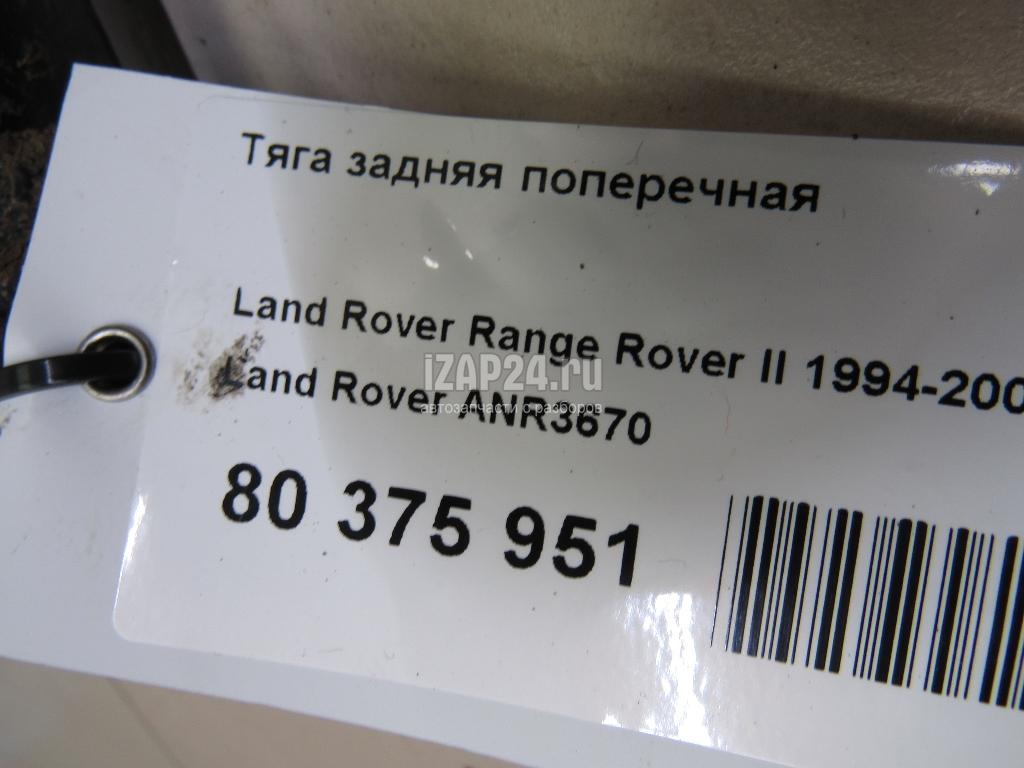 Тяга задняя поперечная
Land Rover Range Rover II 1994-200
Land Rover ANR3670
iZAP24.ru
автозапчасти с разборов
80 375 951